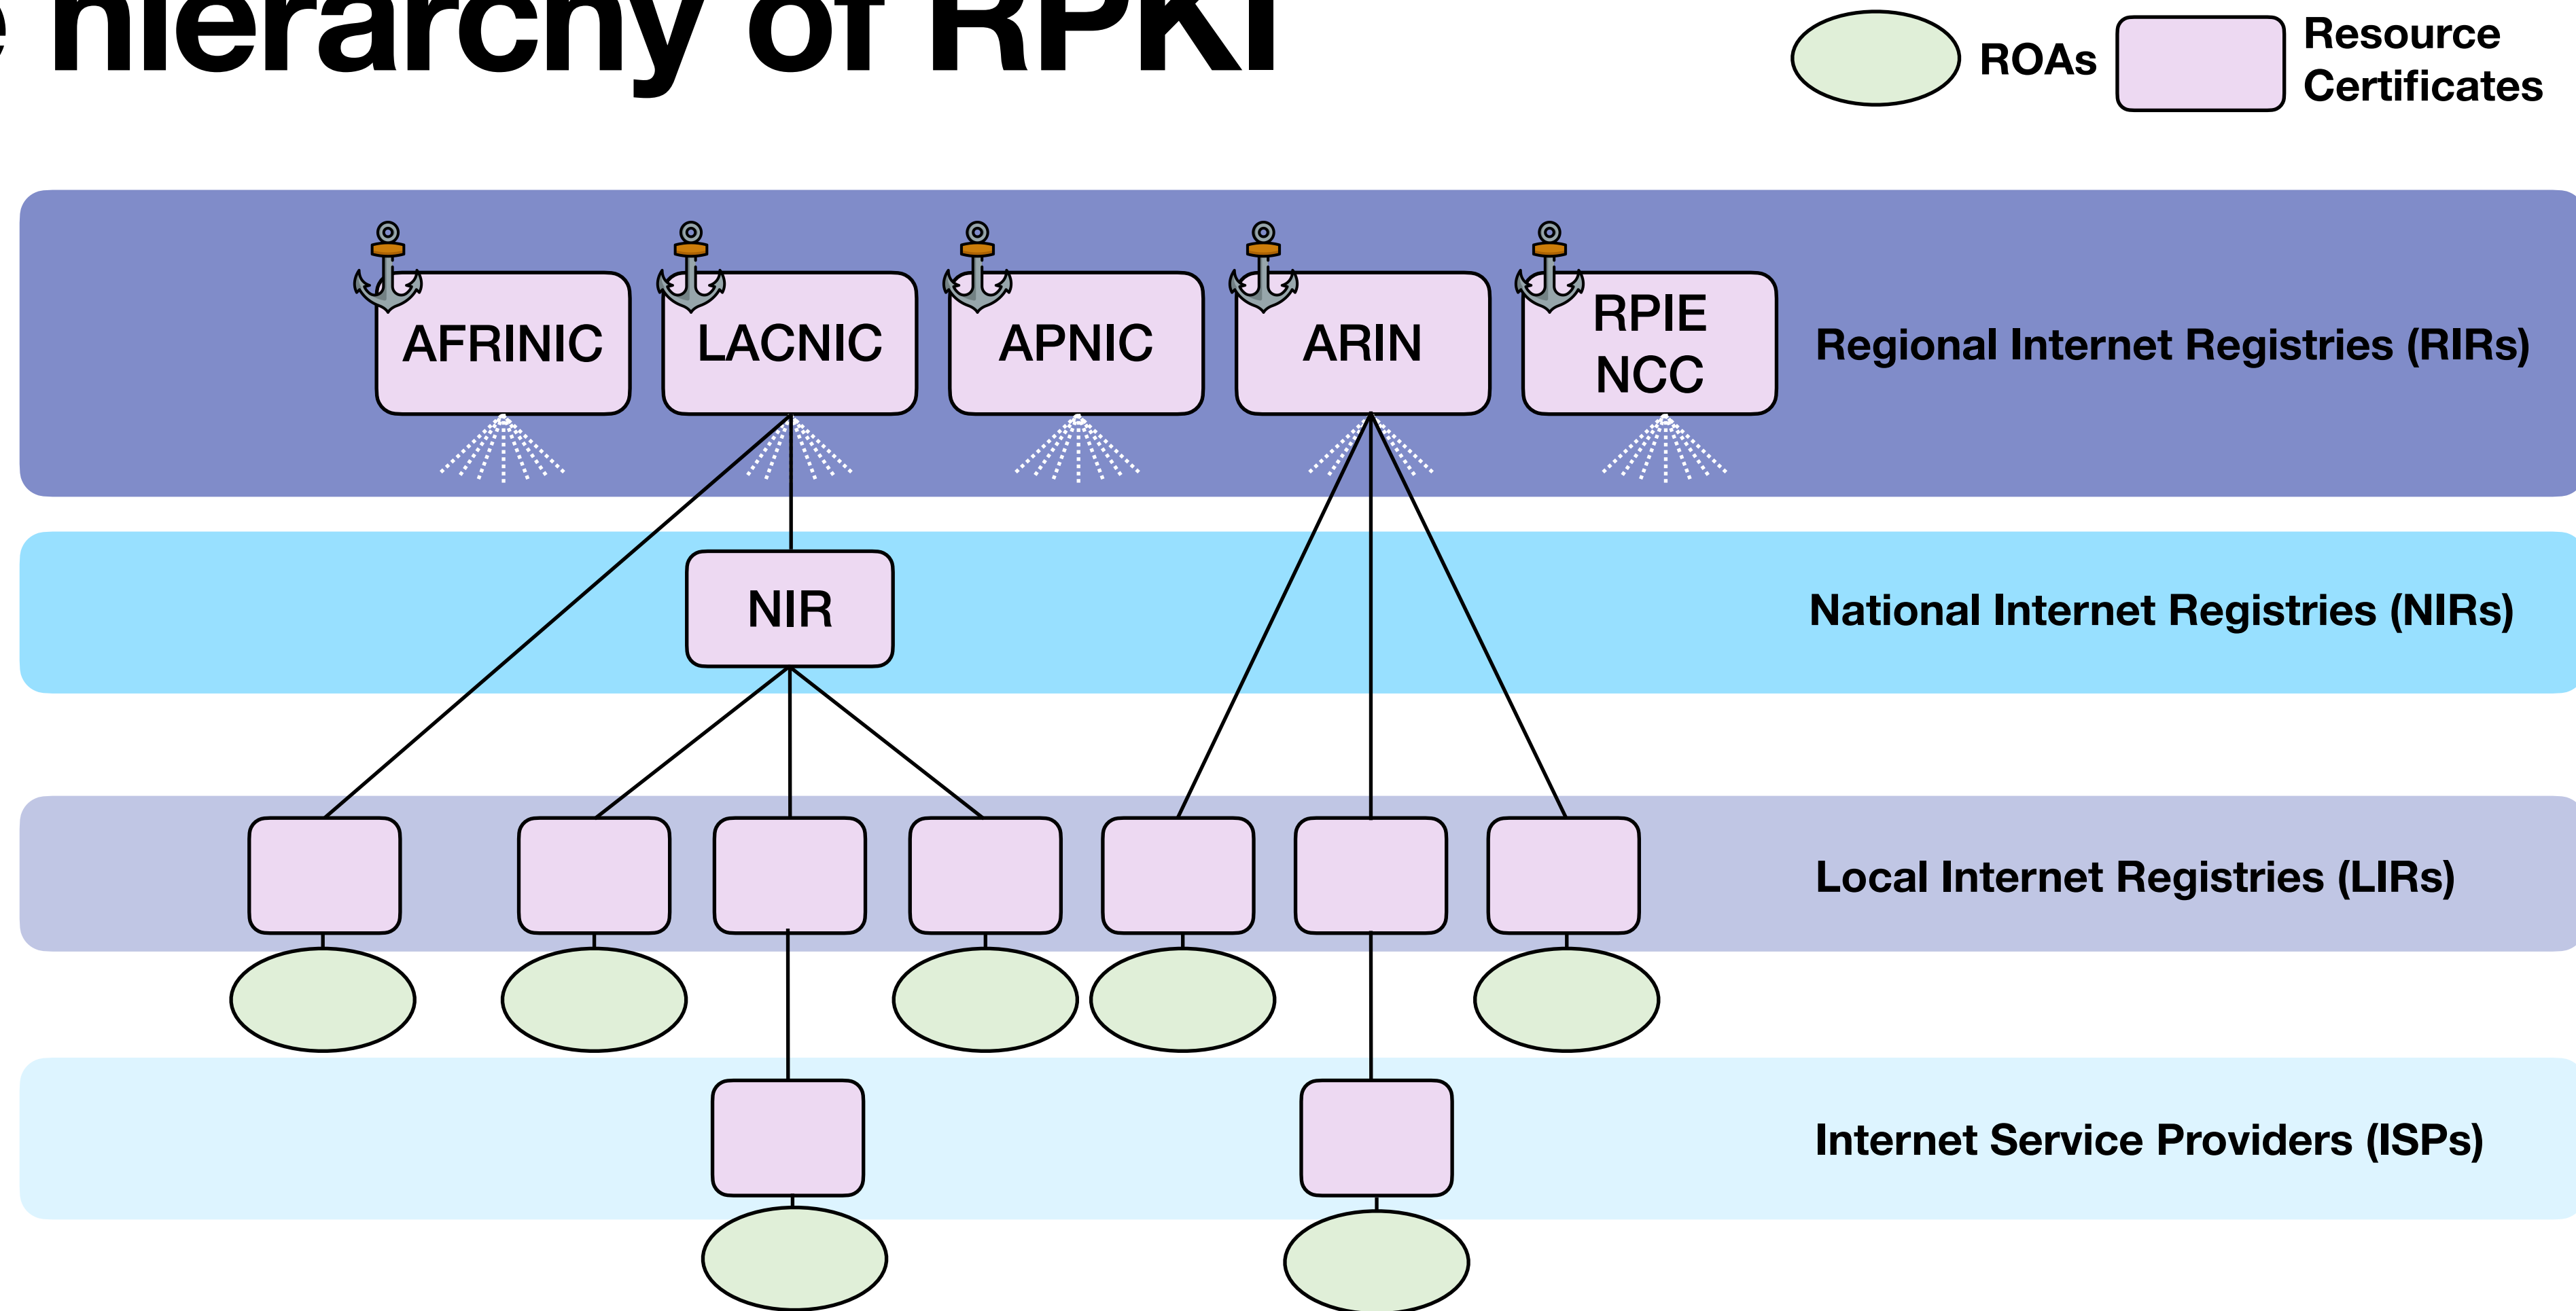 e hierarchy of RPKI
ROAs
Resource
Certificates
AFRINIC
LACNIC
APNIC
ARIN
RPIE
NCC
Regional Internet Registries (RIRs)
NIR
National Internet Registries (NIRs)
Local Internet Registries (LIRs)
Internet Service Providers (ISPs)